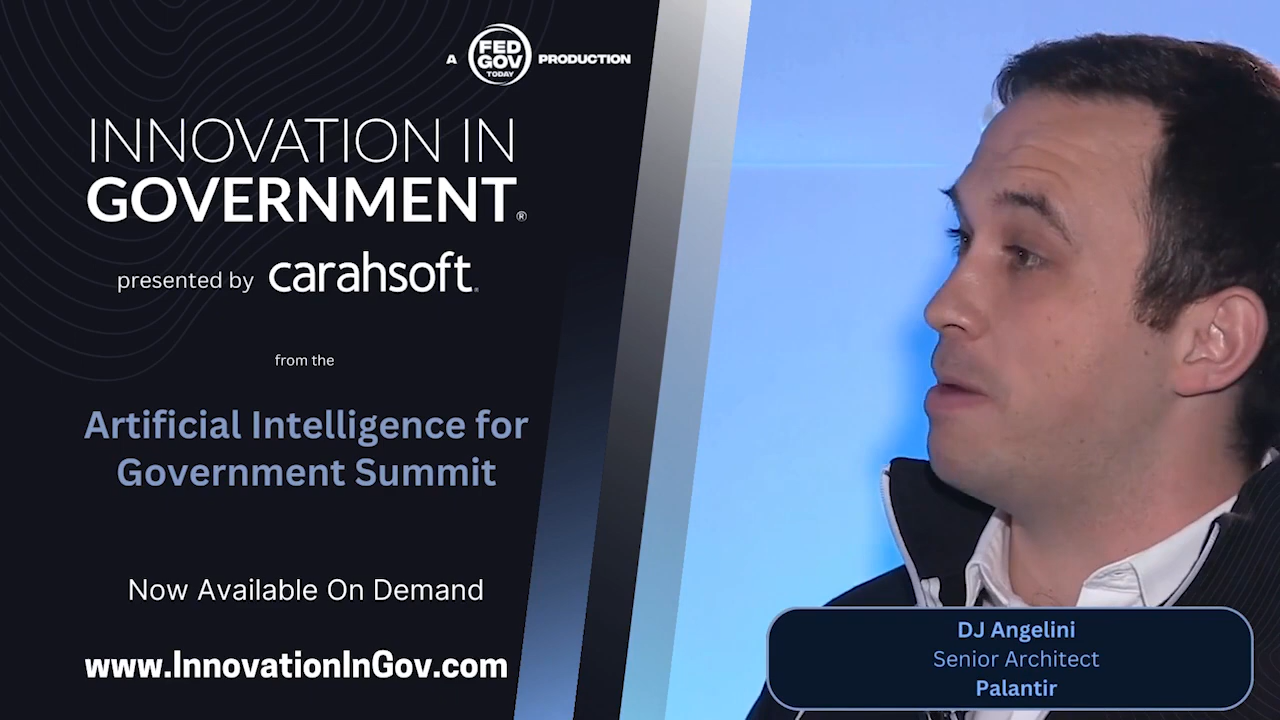 A FED GOV TODAY PRODUCTION
INNOVATION IN
GOVERNMENT®
presented by carahsoft.
from the
Artificial Intelligence for
Government Summit
Now Available On Demand
www.InnovationInGov.com
DJ Angelini
Senior Architect
Palantir